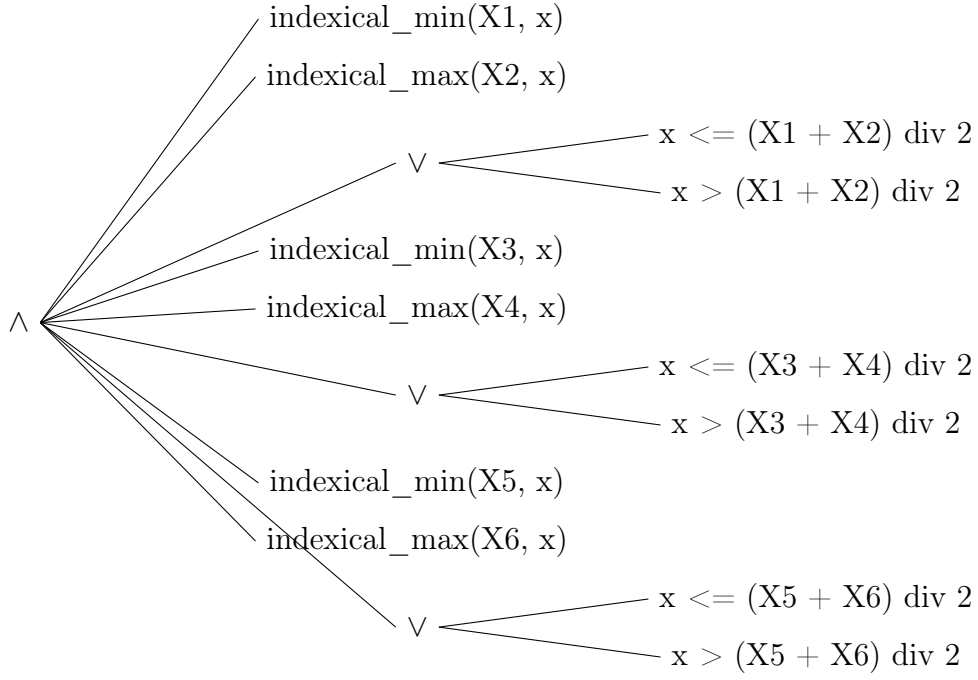 indexical_min(X1, x)
indexical_max(X2, x)
x <= (X1 + X2) div 2
∨
x > (X1 + X2) div 2
indexical_min(X3, x)
indexical_max(X4, x)
∧
x <= (X3 + X4) div 2
∨
x > (X3 + X4) div 2
indexical_min(X5, x)
indexical_max(X6, x)
x <= (X5 + X6) div 2
∨
x > (X5 + X6) div 2